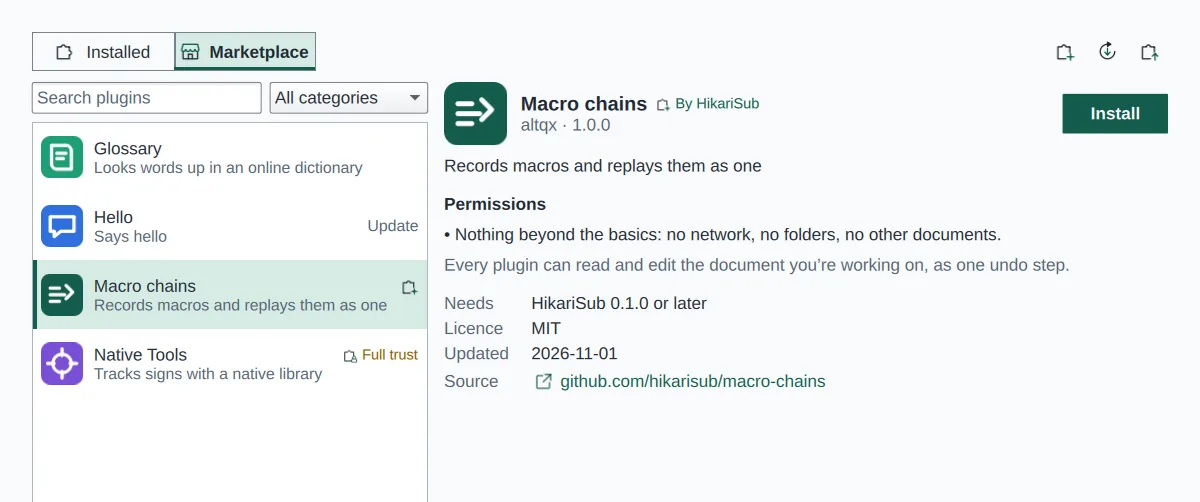 Installed
Marketplace
Search plugins
All categories
Glossary
Looks words up in an online dictionary
Hello
Says hello
Update
Macro chains
Records macros and replays them as one
Native Tools
Tracks signs with a native library
Full trust
Macro chains
By HikariSub
altqx · 1.0.0
Install
Records macros and replays them as one
Permissions
• Nothing beyond the basics: no network, no folders, no other documents.
Every plugin can read and edit the document you’re working on, as one undo step.
Needs HikariSub 0.1.0 or later
Licence MIT
Updated 2026-11-01
Source github.com/hikarisub/macro-chains